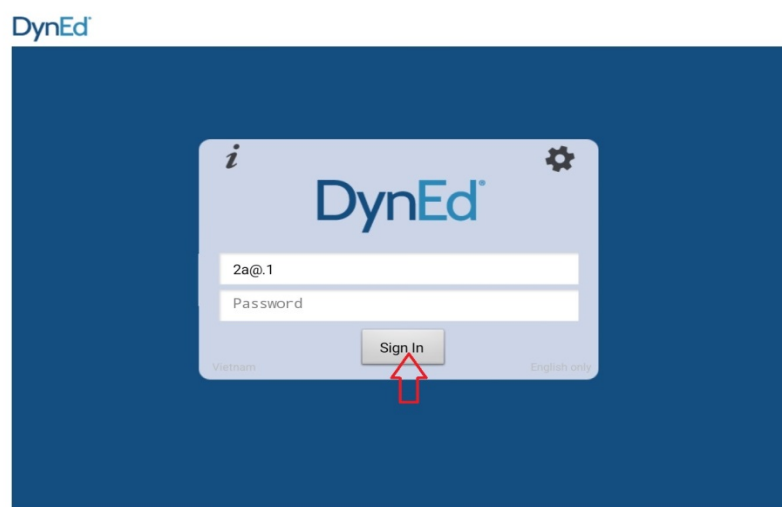 DynEd
DynEd
2a@.1
Password
Sign In
Vietnam
English only